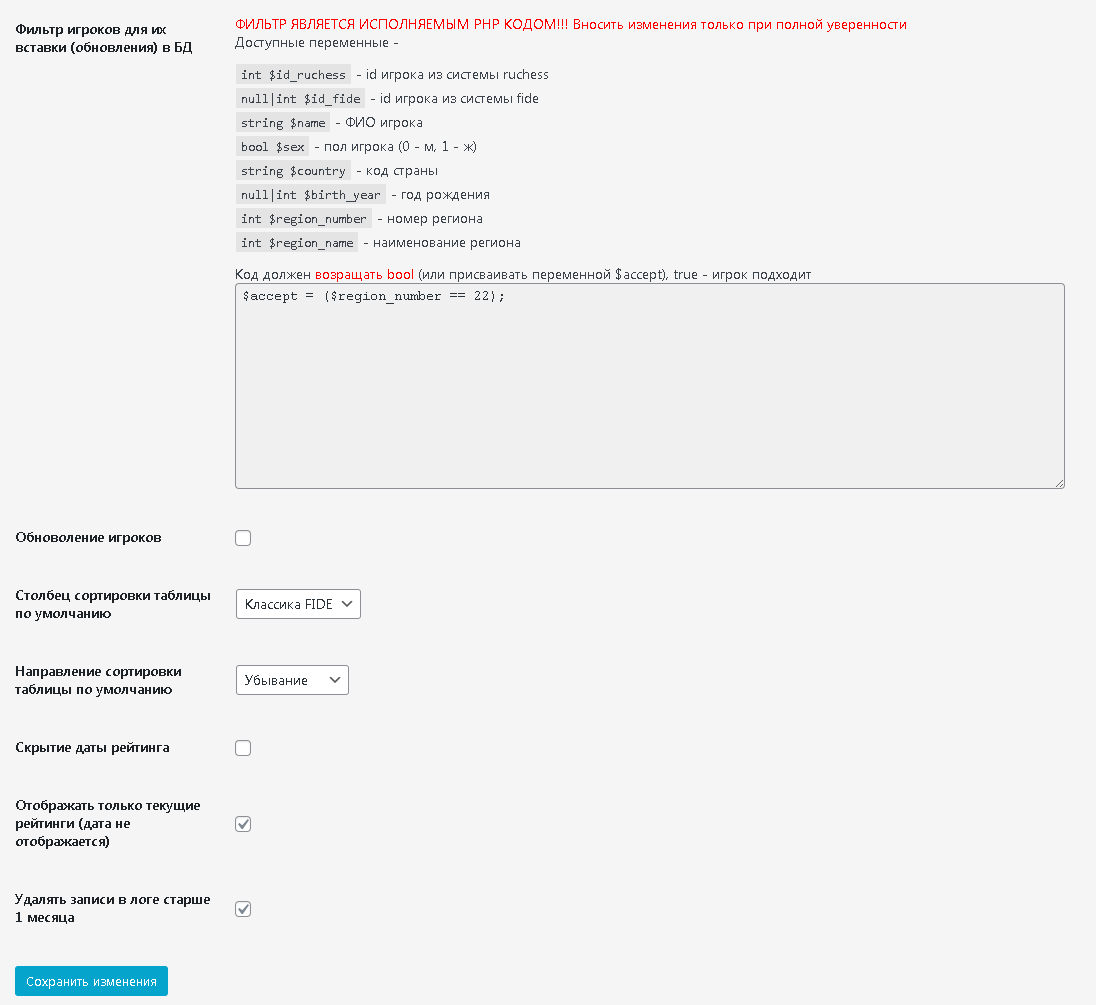 Фильтр игроков для их
вставки (обновления) в БД
ФИЛЬТР ЯВЛЯЕТСЯ ИСПОЛНЯЕМЫМ PHP КОДОМ!!! Вносить изменения только при полной уверенности
Доступные переменные -
int $id_ruchess - id игрока из системы ruchess
null|int $id_fide - id игрока из системы fide
string $name - ФИО игрока
bool $sex - пол игрока (0 - м, 1 - ж)
string $country - код страны
null|int $birth_year - год рождения
int $region_number - номер региона
int $region_name - наименование региона
Код должен возращать bool (или присваивать переменной $accept), true - игрок подходит
$accept = ($region_number == 22);
Обноволение игроков
Столбец сортировки таблицы
по умолчанию
Классика FIDE
Направление сортировки
таблицы по умолчанию
Убывание
Скрытие даты рейтинга
Отображать только текущие
рейтинги (дата не
отображается)
Удалять записи в логе старше
1 месяца
Сохранить изменения